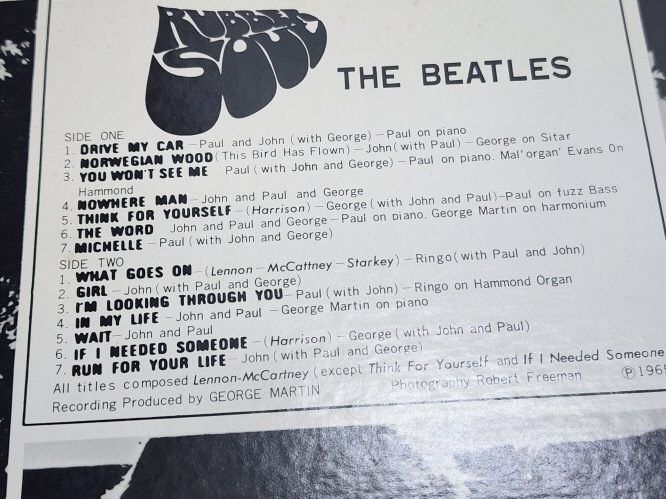 RUBBER SOUL
THE BEATLES
SIDE ONE
1. DRIVE MY CAR – Paul and John (with George) – Paul on piano
2. NORWEGIAN WOOD (This Bird Has Flown) – John (with Paul) – George on Sitar
3. YOU WON'T SEE ME Paul (with John and George) – Paul on piano. Mal 'organ' Evans On
Hammond
4. NOWHERE MAN – John and Paul and George
5. THINK FOR YOURSELF – (Harrison) – George (with John and Paul) – Paul on fuzz Bass
6. THE WORD John and Paul and George – Paul on piano. George Martin on harmonium
7. MICHELLE – Paul (with John and George)
SIDE TWO
1. WHAT GOES ON – (Lennon – McCattney – Starkey) – Ringo (with Paul and John)
2. GIRL – John (with Paul and George)
3. I'M LOOKING THROUGH YOU – Paul (with John) – Ringo on Hammond Organ
4. IN MY LIFE – John and Paul – George Martin on piano
5. WAIT – John and Paul
6. IF I NEEDED SOMEONE – (Harrison) – George (with John and Paul)
7. RUN FOR YOUR LIFE – John (with Paul and George)
All titles composed Lennon-McCartney (except Think For Yourself and If I Needed Someone
Recording Produced by GEORGE MARTIN Photography Robert Freeman Ⓟ 1965